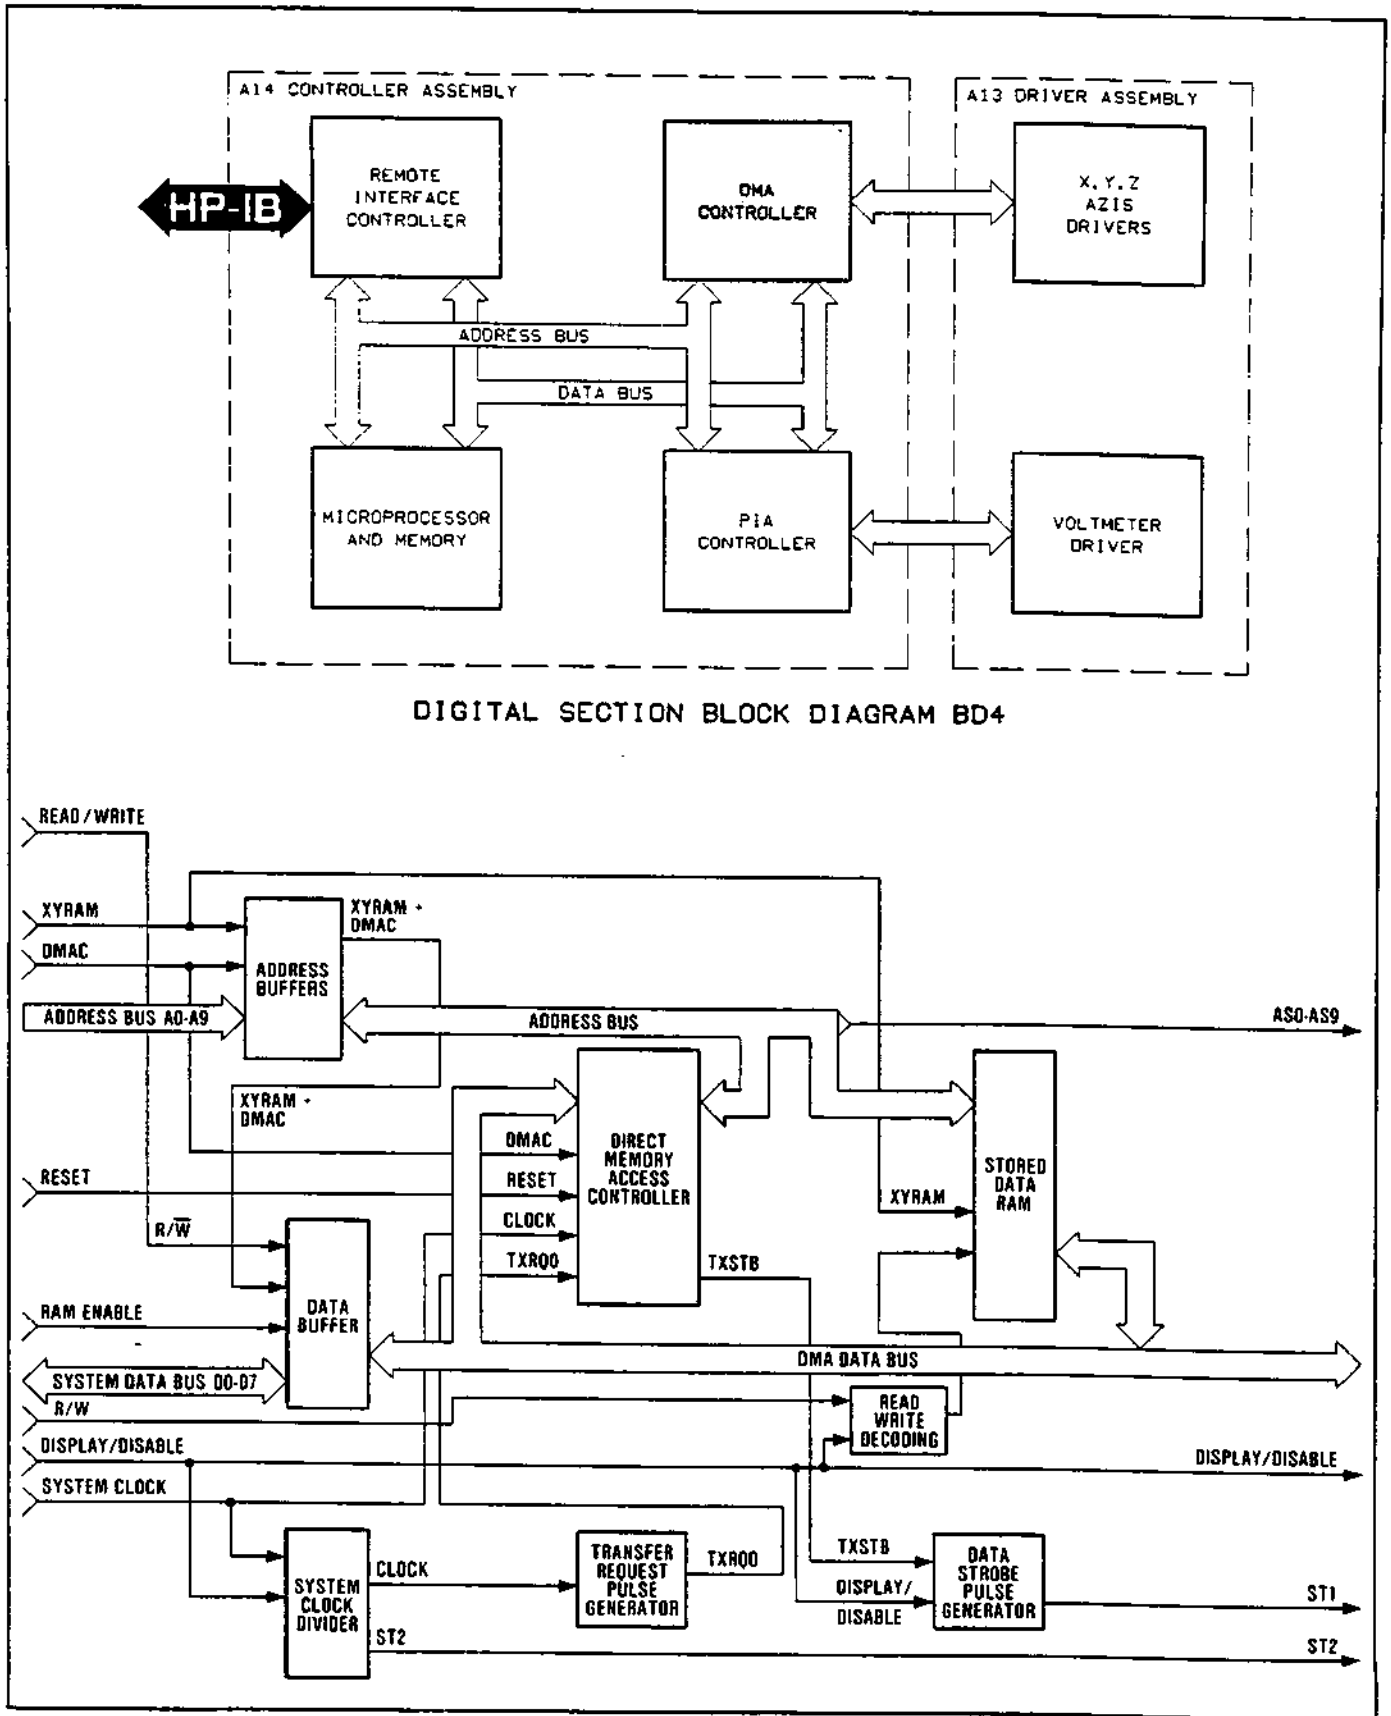 A14 CONTROLLER ASSEMBLY
A13 DRIVER ASSEMBLY
HP-IB
REMOTE
INTERFACE
CONTROLLER
DMA
CONTROLLER
X.Y.Z
AZIS
DRIVERS
ADDRESS BUS
DATA BUS
MICROPROCESSOR
AND MEMORY
PIA
CONTROLLER
VOLTMETER
DRIVER
DIGITAL SECTION BLOCK DIAGRAM BD4
READ/WRITE
XYRAM
XYRAM +
DMAC
DMAC
ADDRESS
BUFFERS
ADDRESS BUS A0-A9
ADDRESS BUS
AS0-AS9
XYRAM +
DMAC
DMAC
DIRECT
MEMORY
ACCESS
CONTROLLER
STORED
DATA
RAM
RESET
RESET
XYRAM
R/W̅
CLOCK
TXRQ0
TXSTB
RAM ENABLE
DATA
BUFFER
DMA DATA BUS
SYSTEM DATA BUS D0-D7
R/W
READ
WRITE
DECODING
DISPLAY/DISABLE
DISPLAY/DISABLE
SYSTEM CLOCK
SYSTEM
CLOCK
DIVIDER
CLOCK
TRANSFER
REQUEST
PULSE
GENERATOR
TXRQ0
TXSTB
DISPLAY/
DISABLE
DATA
STROBE
PULSE
GENERATOR
ST1
ST2
ST2